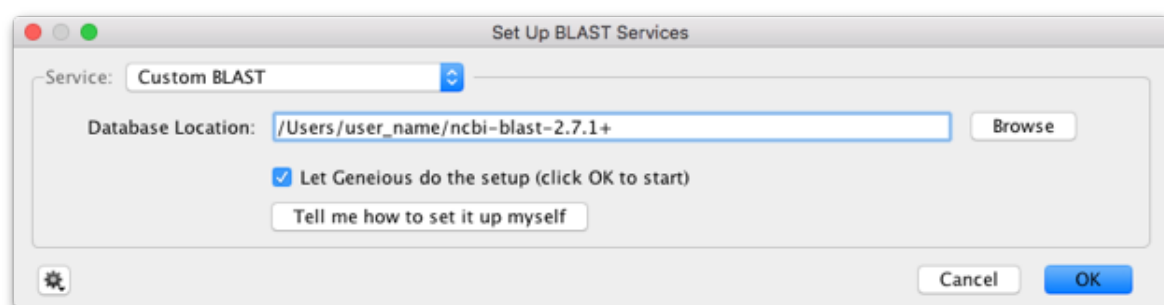 Set Up BLAST Services
Service: Custom BLAST
Database Location: /Users/user_name/ncbi-blast-2.7.1+ Browse
Let Geneious do the setup (click OK to start)
Tell me how to set it up myself
Cancel OK